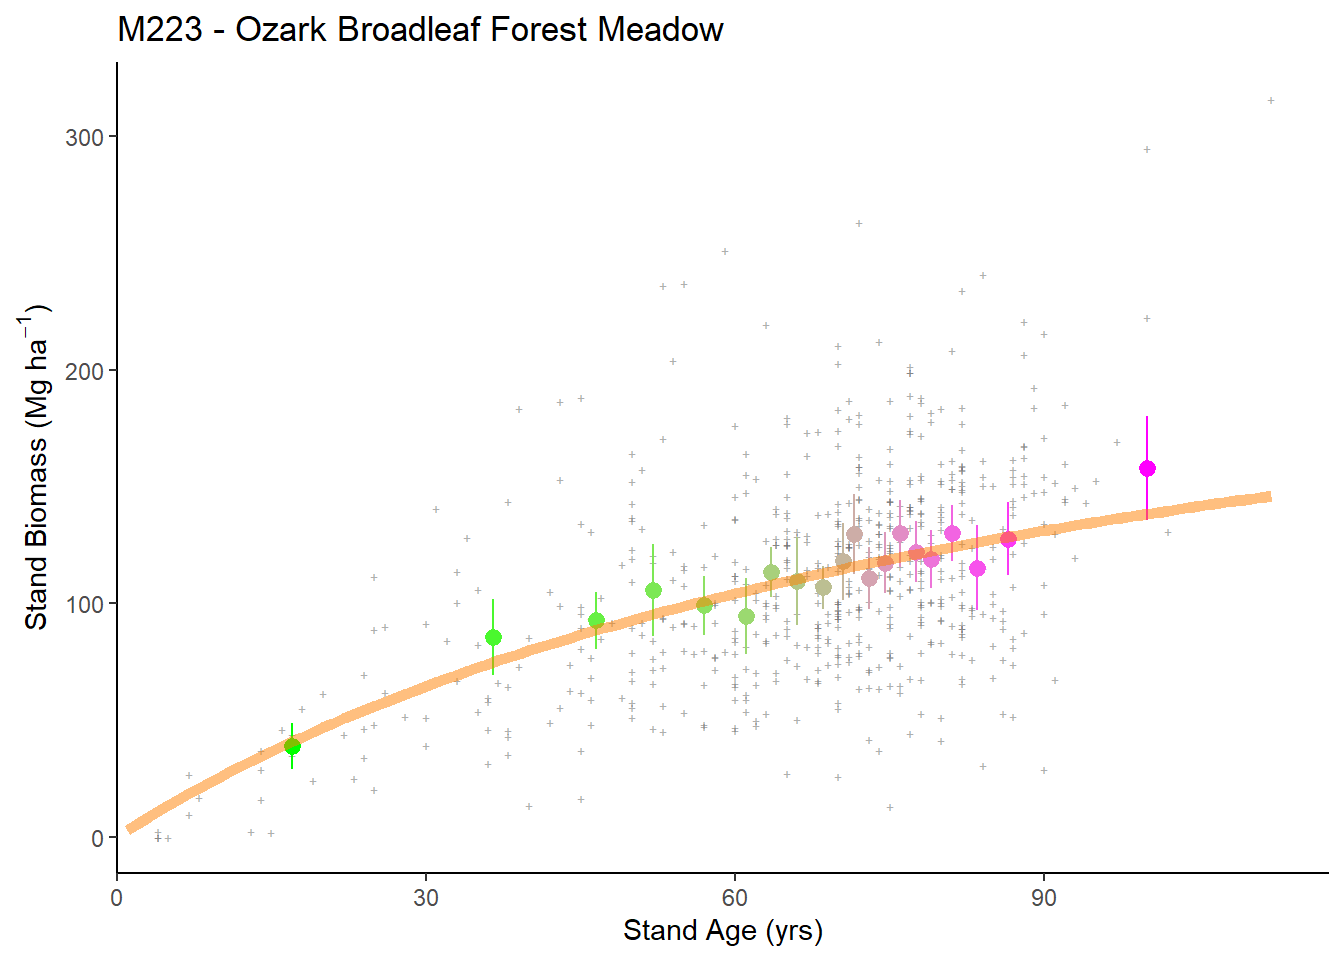 M223 - Ozark Broadleaf Forest Meadow
Stand Biomass (Mg ha⁻¹)
300
200
100
0
0 30 60 90
Stand Age (yrs)